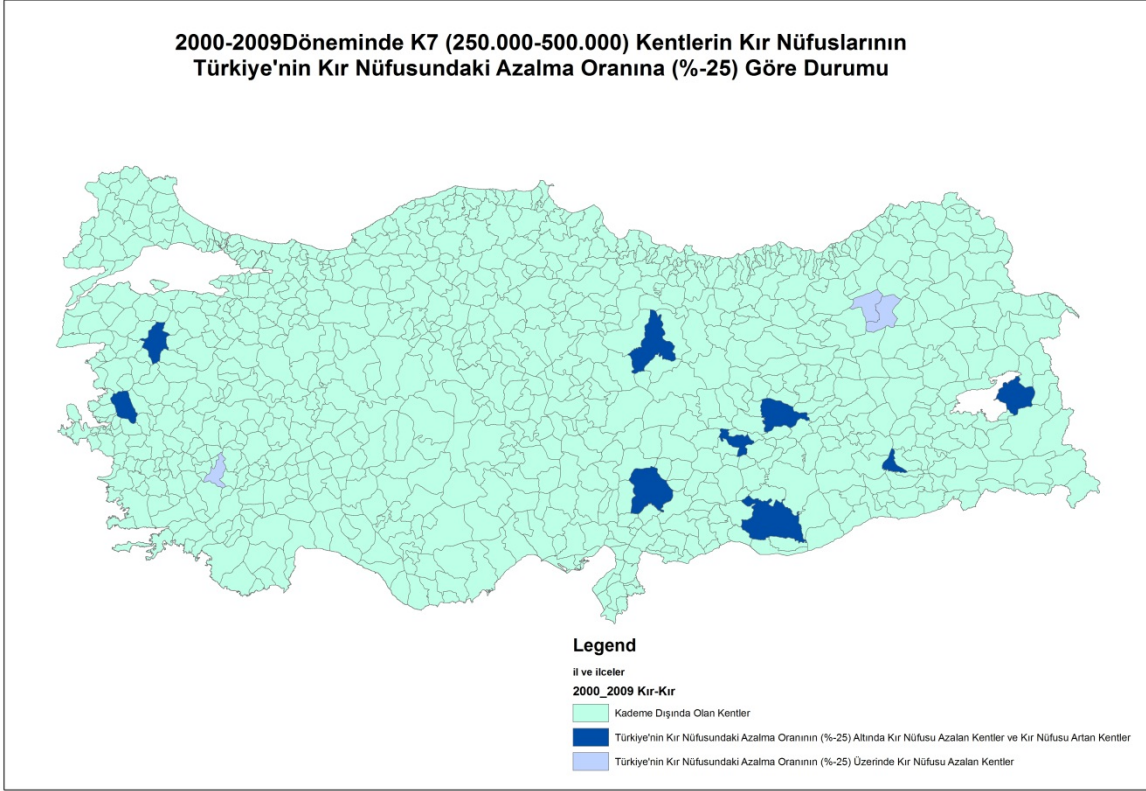 2000-2009Döneminde K7 (250.000-500.000) Kentlerin Kır Nüfuslarının
Türkiye'nin Kır Nüfusundaki Azalma Oranına (%-25) Göre Durumu
Legend
il ve ilceler
2000_2009 Kır-Kır
Kademe Dışında Olan Kentler
Türkiye'nin Kır Nüfusundaki Azalma Oranının (%-25) Altında Kır Nüfusu Azalan Kentler ve Kır Nüfusu Artan Kentler
Türkiye'nin Kır Nüfusundaki Azalma Oranının (%-25) Üzerinde Kır Nüfusu Azalan Kentler